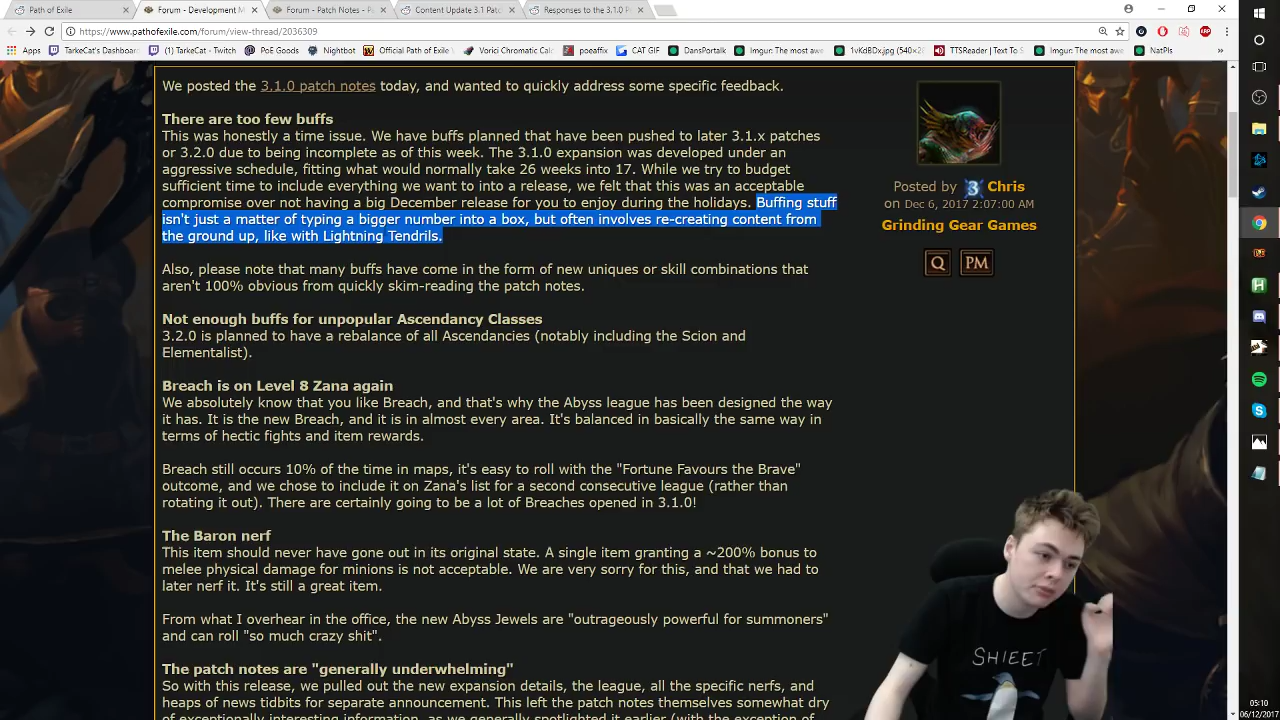 Path of Exile
Forum - Development M
Forum - Patch Notes - P
Content Update 3.1 Patc
Responses to the 3.1.0 P
https://www.pathofexile.com/forum/view-thread/2036309
Apps
TarkeCat's Dashboard
(1) TarkeCat - Twitch
PoE Goods
Nightbot
Official Path of Exile
Vorici Chromatic Cal
poeaffix
CAT GIF
DansPortalk
Imgur: The most awe
1vKdBDx.jpg (540×2
TTSReader | Text To S
Imgur: The most awe
NatPls
We posted the 3.1.0 patch notes today, and wanted to quickly address some specific feedback.
There are too few buffs
This was honestly a time issue. We have buffs planned that have been pushed to later 3.1.x patches
or 3.2.0 due to being incomplete as of this week. The 3.1.0 expansion was developed under an
aggressive schedule, fitting what would normally take 26 weeks into 17. While we try to budget
sufficient time to include everything we want to into a release, we felt that this was an acceptable
compromise over not having a big December release for you to enjoy during the holidays. Buffing stuff
isn't just a matter of typing a bigger number into a box, but often involves re-creating content from
the ground up, like with Lightning Tendrils.
Also, please note that many buffs have come in the form of new uniques or skill combinations that
aren't 100% obvious from quickly skim-reading the patch notes.
Not enough buffs for unpopular Ascendancy Classes
3.2.0 is planned to have a rebalance of all Ascendancies (notably including the Scion and
Elementalist).
Breach is on Level 8 Zana again
We absolutely know that you like Breach, and that's why the Abyss league has been designed the way
it has. It is the new Breach, and it is in almost every area. It's balanced in basically the same way in
terms of hectic fights and item rewards.
Breach still occurs 10% of the time in maps, it's easy to roll with the "Fortune Favours the Brave"
outcome, and we chose to include it on Zana's list for a second consecutive league (rather than
rotating it out). There are certainly going to be a lot of Breaches opened in 3.1.0!
The Baron nerf
This item should never have gone out in its original state. A single item granting a ~200% bonus to
melee physical damage for minions is not acceptable. We are very sorry for this, and that we had to
later nerf it. It's still a great item.
From what I overhear in the office, the new Abyss Jewels are "outrageously powerful for summoners"
and can roll "so much crazy shit".
The patch notes are "generally underwhelming"
So with this release, we pulled out the new expansion details, the league, all the specific nerfs, and
heaps of news tidbits for separate announcement. This left the patch notes themselves somewhat dry
of exceptionally interesting information, as we generally spotlighted it earlier (with the exception of
Posted by Chris
on Dec 6, 2017 2:07:00 AM
Grinding Gear Games
Q
PM
SHIEET
05:10
06/12/2017